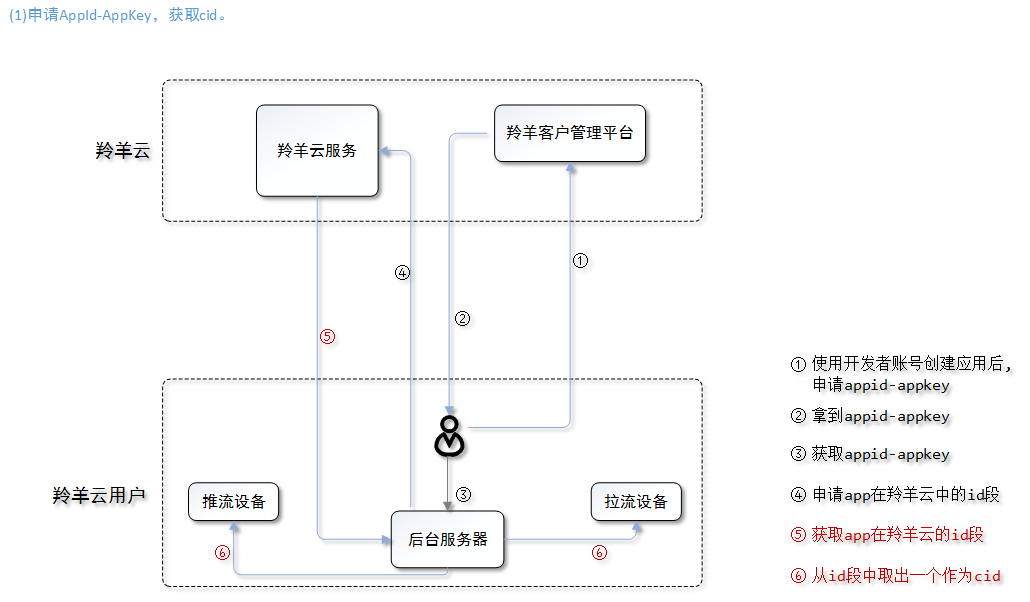 (1)申请AppId-AppKey，获取cid。
羚羊云
羚羊云服务
羚羊客户管理平台
①
④
②
⑤
① 使用开发者账号创建应用后,
申请appid-appkey
② 拿到appid-appkey
③ 获取appid-appkey
④ 申请app在羚羊云中的id段
⑤ 获取app在羚羊云的id段
⑥ 从id段中取出一个作为cid
羚羊云用户
推流设备
③
拉流设备
后台服务器
⑥
⑥